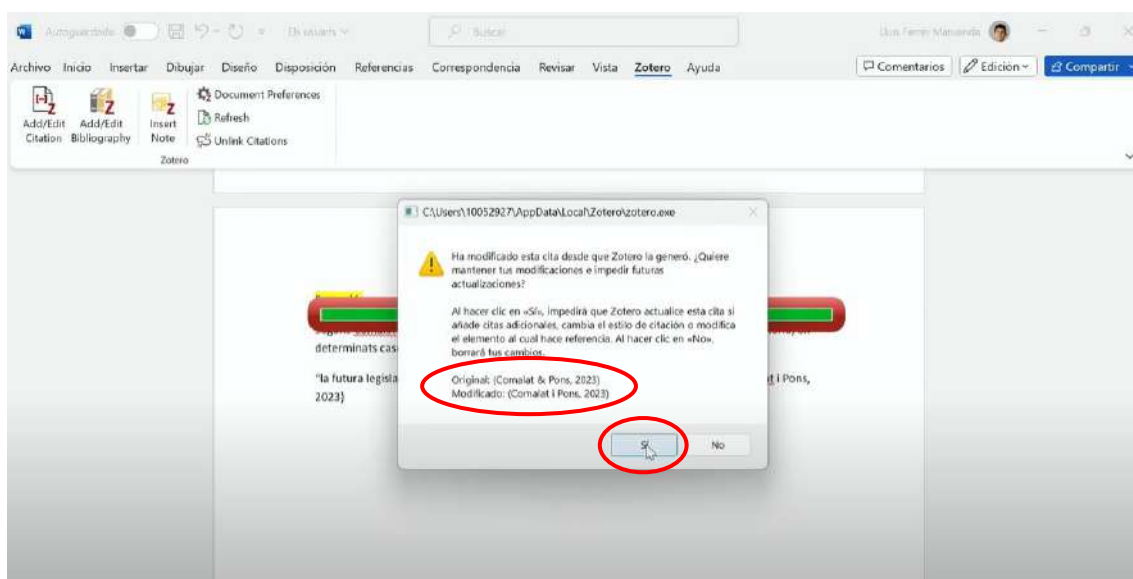 Autoguardado
Buscar
Archivo Inicio Insertar Dibujar Diseño Disposición Referencias Correspondencia Revisar Vista Zotero Ayuda
Comentarios Edición Compartir
Add/Edit Citation
Add/Edit Bibliography
Insert Note
Document Preferences
Refresh
Unlink Citations
Zotero
C:\Users\10052927\AppData\Local\Zotero\zotero.exe
Ha modificado esta cita desde que Zotero la generó. ¿Quiere
mantener tus modificaciones e impedir futuras
actualizaciones?
Al hacer clic en «Sí», impedirá que Zotero actualice esta cita si
añade citas adicionales, cambia el estilo de citación o modifica
el elemento al cual hace referencia. Al hacer clic en «No»,
borrará tus cambios.
Original: (Comalat & Pons, 2023)
Modificado: (Comalat i Pons, 2023)
Sí No
determinats cas
"la futura legisla
t i Pons,
2023)